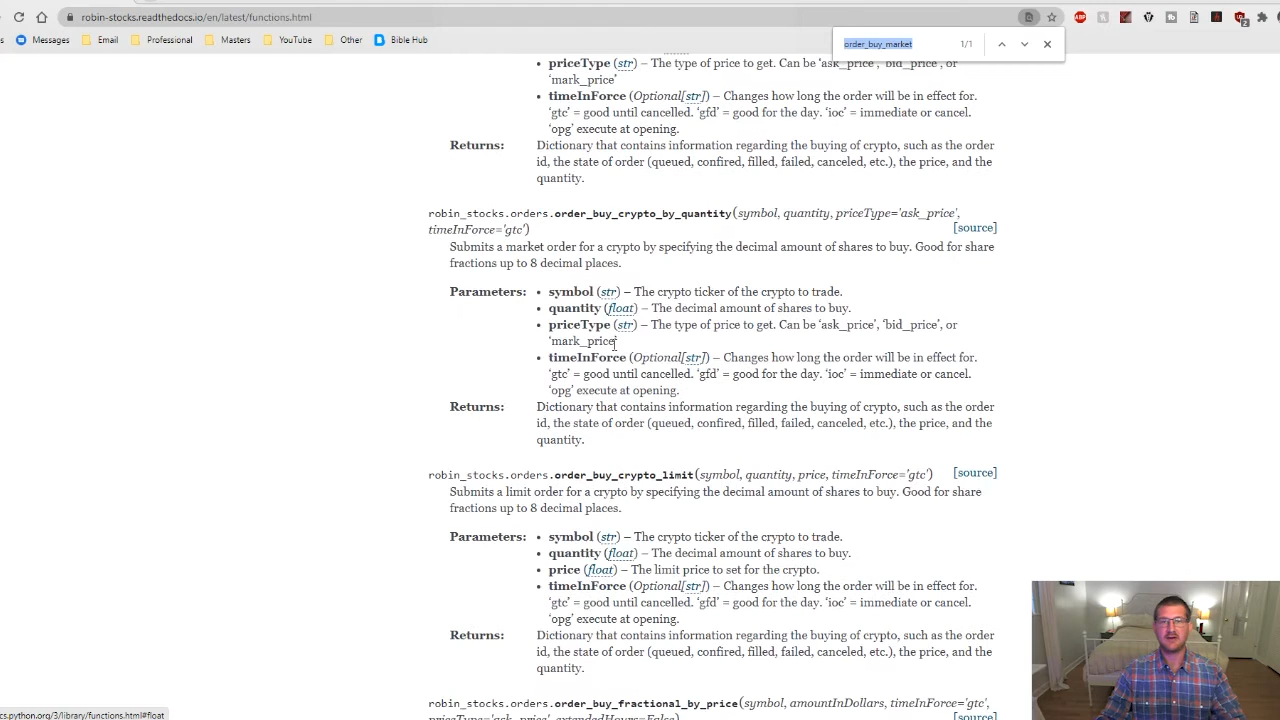 robin-stocks.readthedocs.io/en/latest/functions.html
Messages Email Professional Masters YouTube Other Bible Hub
order_buy_market 1/1
priceType (str) – The type of price to get. Can be ‘ask_price’, ‘bid_price’, or
‘mark_price’
• timeInForce (Optional[str]) – Changes how long the order will be in effect for.
‘gtc’ = good until cancelled. ‘gfd’ = good for the day. ‘ioc’ = immediate or cancel.
‘opg’ execute at opening.
Returns: Dictionary that contains information regarding the buying of crypto, such as the order
id, the state of order (queued, confired, filled, failed, canceled, etc.), the price, and the
quantity.
robin_stocks.orders.order_buy_crypto_by_quantity(symbol, quantity, priceType='ask_price',
timeInForce='gtc') [source]
Submits a market order for a crypto by specifying the decimal amount of shares to buy. Good for share
fractions up to 8 decimal places.
Parameters: • symbol (str) – The crypto ticker of the crypto to trade.
• quantity (float) – The decimal amount of shares to buy.
• priceType (str) – The type of price to get. Can be ‘ask_price’, ‘bid_price’, or
‘mark_price’
• timeInForce (Optional[str]) – Changes how long the order will be in effect for.
‘gtc’ = good until cancelled. ‘gfd’ = good for the day. ‘ioc’ = immediate or cancel.
‘opg’ execute at opening.
Returns: Dictionary that contains information regarding the buying of crypto, such as the order
id, the state of order (queued, confired, filled, failed, canceled, etc.), the price, and the
quantity.
robin_stocks.orders.order_buy_crypto_limit(symbol, quantity, price, timeInForce='gtc') [source]
Submits a limit order for a crypto by specifying the decimal amount of shares to buy. Good for share
fractions up to 8 decimal places.
Parameters: • symbol (str) – The crypto ticker of the crypto to trade.
• quantity (float) – The decimal amount of shares to buy.
• price (float) – The limit price to set for the crypto.
• timeInForce (Optional[str]) – Changes how long the order will be in effect for.
‘gtc’ = good until cancelled. ‘gfd’ = good for the day. ‘ioc’ = immediate or cancel.
‘opg’ execute at opening.
Returns: Dictionary that contains information regarding the buying of crypto, such as the order
id, the state of order (queued, confired, filled, failed, canceled, etc.), the price, and the
quantity.
robin_stocks.orders.order_buy_fractional_by_price(symbol, amountInDollars, timeInForce='gtc',
priceType='ask_price', extendedHours=False) [source]
cs.python.org/3/library/functions.html#float